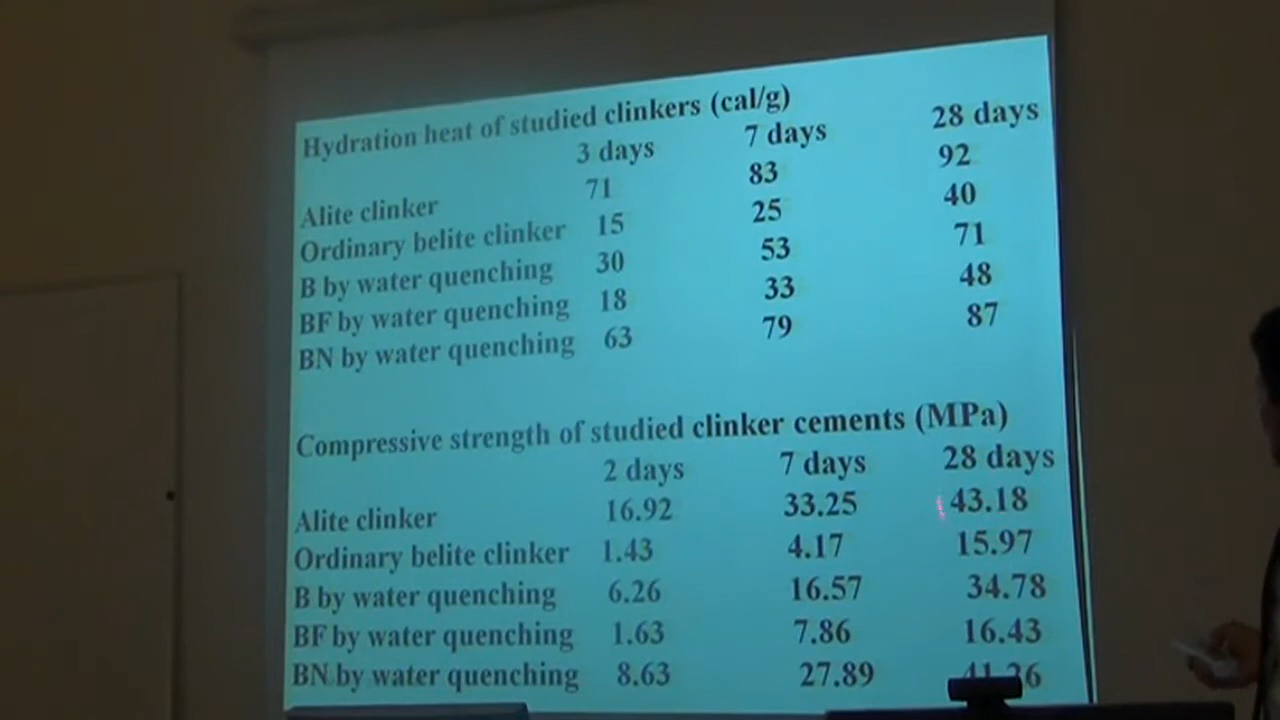 Hydration heat of studied clinkers (cal/g)
3 days 7 days 28 days
Alite clinker 71 83 92
Ordinary belite clinker 15 25 40
B by water quenching 30 53 71
BF by water quenching 18 33 48
BN by water quenching 63 79 87
Compressive strength of studied clinker cements (MPa)
2 days 7 days 28 days
Alite clinker 16.92 33.25 43.18
Ordinary belite clinker 1.43 4.17 15.97
B by water quenching 6.26 16.57 34.78
BF by water quenching 1.63 7.86 16.43
BN by water quenching 8.63 27.89